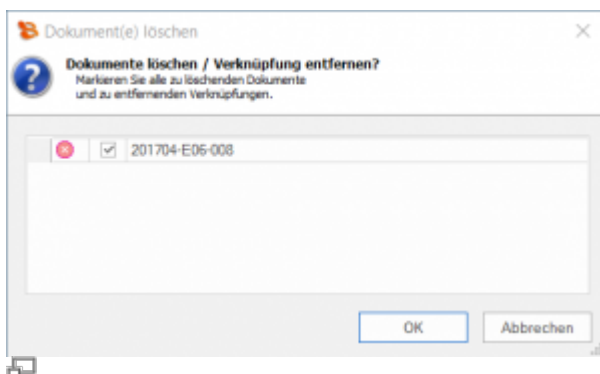 Dokument(e) löschen
Dokumente löschen / Verknüpfung entfernen?
Markieren Sie alle zu löschenden Dokumente
und zu entfernenden Verknüpfungen.
201704-E06-008
OK
Abbrechen